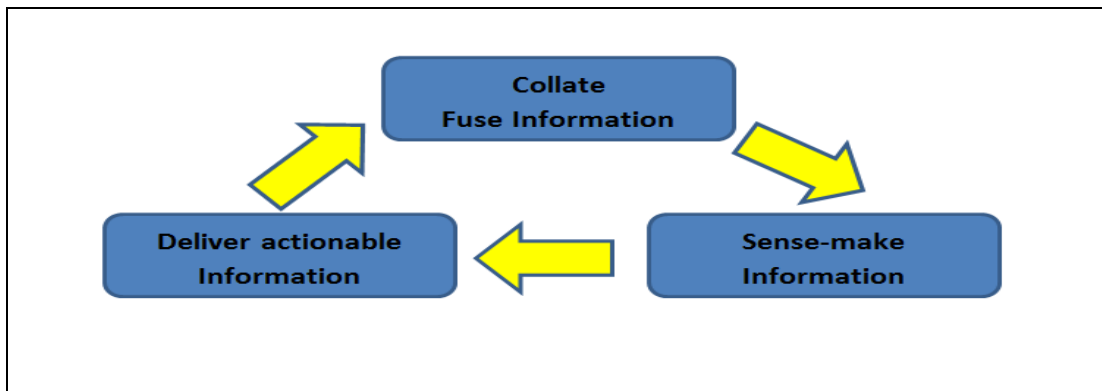 Collate
Fuse Information
Deliver actionable
Information
Sense-make
Information